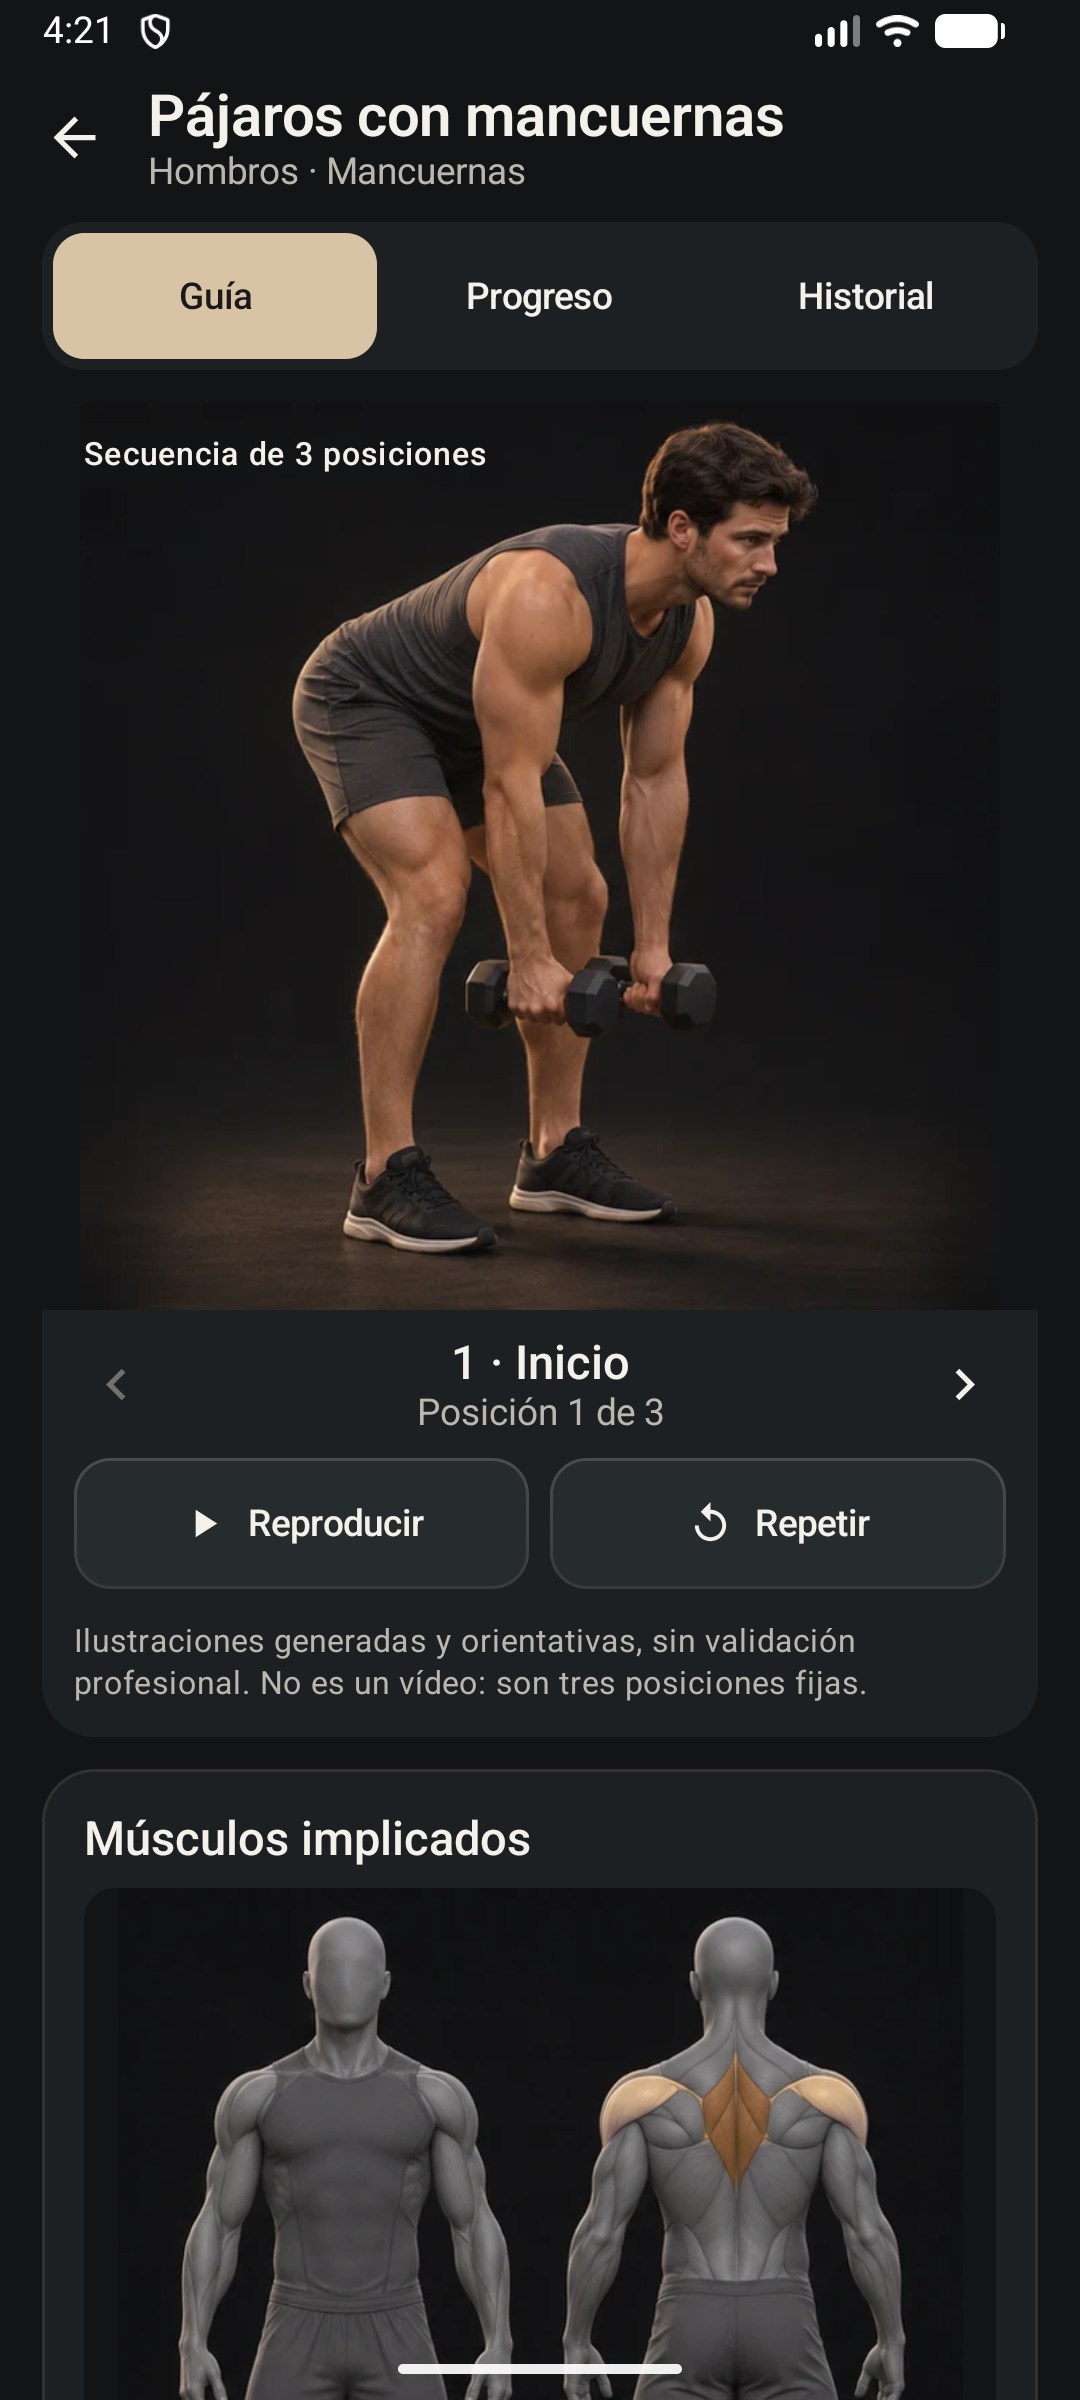 4:21
Pájaros con mancuernas
Hombros · Mancuernas
Guía
Progreso
Historial
Secuencia de 3 posiciones
1 · Inicio
Posición 1 de 3
Reproducir
Repetir
Ilustraciones generadas y orientativas, sin validación
profesional. No es un vídeo: son tres posiciones fijas.
Músculos implicados